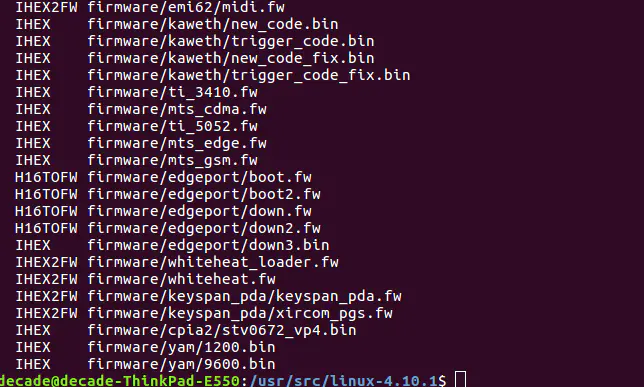 IHEX2FW firmware/emi62/midi.fw
IHEX    firmware/kaweth/new_code.bin
IHEX    firmware/kaweth/trigger_code.bin
IHEX    firmware/kaweth/new_code_fix.bin
IHEX    firmware/kaweth/trigger_code_fix.bin
IHEX    firmware/ti_3410.fw
IHEX    firmware/mts_cdma.fw
IHEX    firmware/ti_5052.fw
IHEX    firmware/mts_edge.fw
IHEX    firmware/mts_gsm.fw
H16TOFW firmware/edgeport/boot.fw
H16TOFW firmware/edgeport/boot2.fw
H16TOFW firmware/edgeport/down.fw
H16TOFW firmware/edgeport/down2.fw
IHEX    firmware/edgeport/down3.bin
IHEX2FW firmware/whiteheat_loader.fw
IHEX2FW firmware/whiteheat.fw
IHEX2FW firmware/keyspan_pda/keyspan_pda.fw
IHEX2FW firmware/keyspan_pda/xircom_pgs.fw
IHEX    firmware/cpia2/stv0672_vp4.bin
IHEX    firmware/yam/1200.bin
IHEX    firmware/yam/9600.bin
decade@decade-ThinkPad-E550:/usr/src/linux-4.10.1$